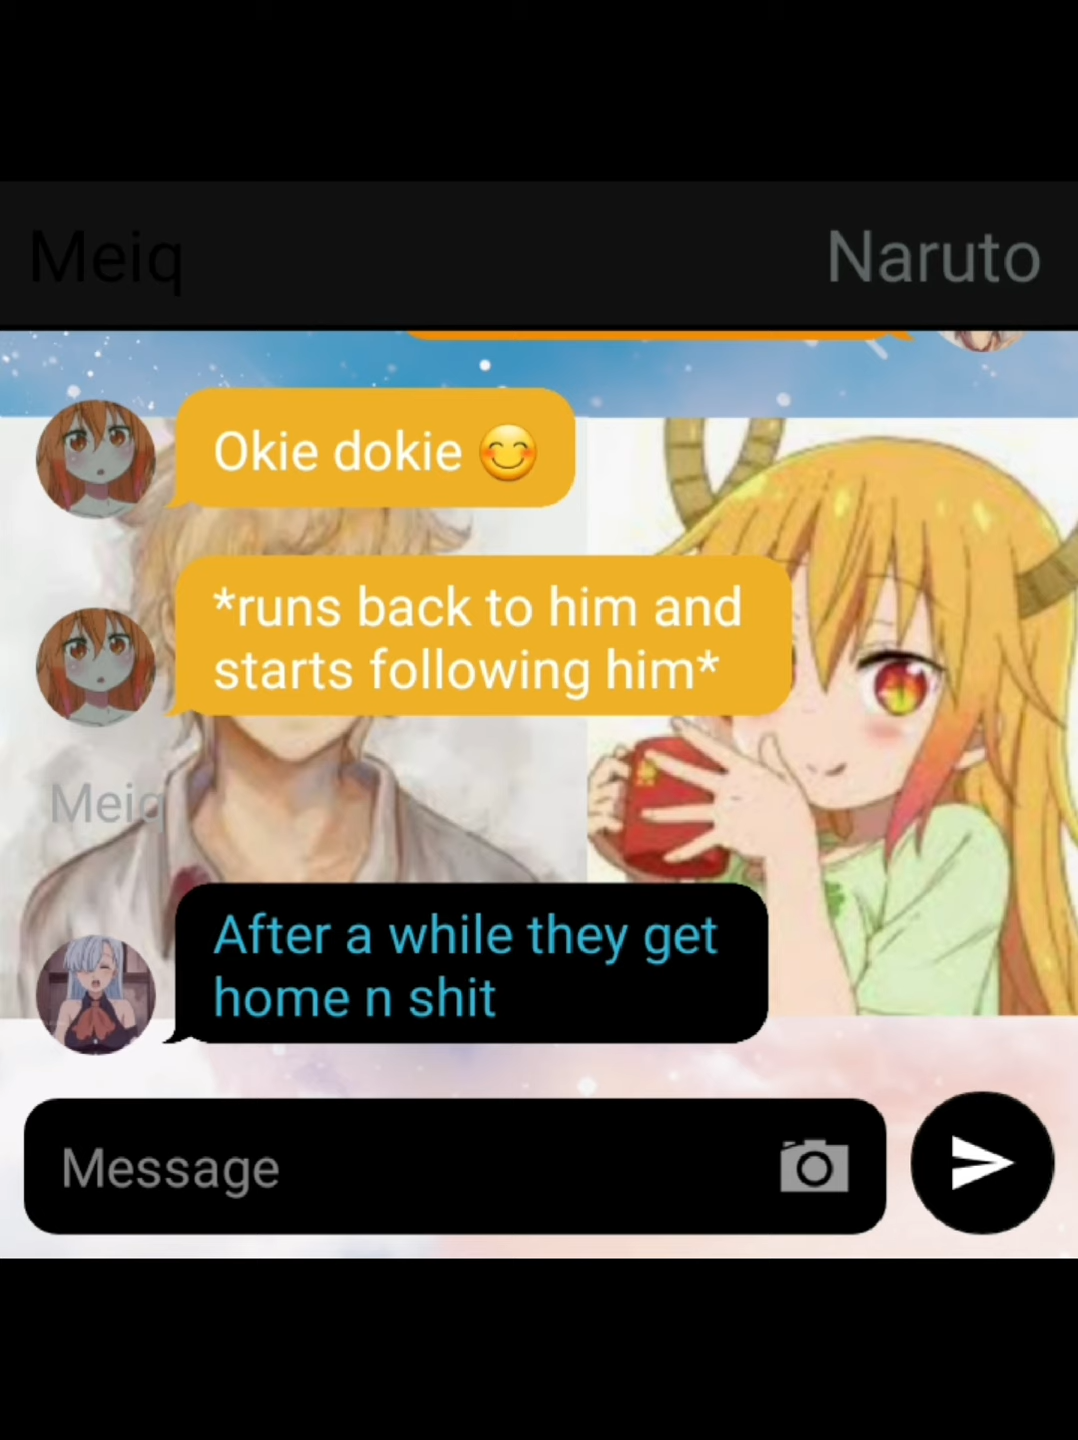 Meiq Naruto
Okie dokie 😊
*runs back to him and
starts following him*
Meiq
After a while they get
home n shit
Message